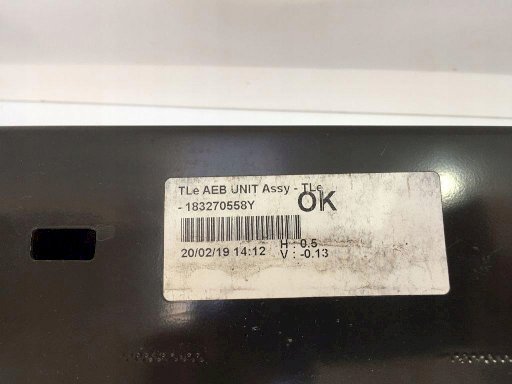 TLe AEB UNIT Assy - TLe
- 183270558Y
OK
20/02/19 14:12
H : 0.5
V : -0.13